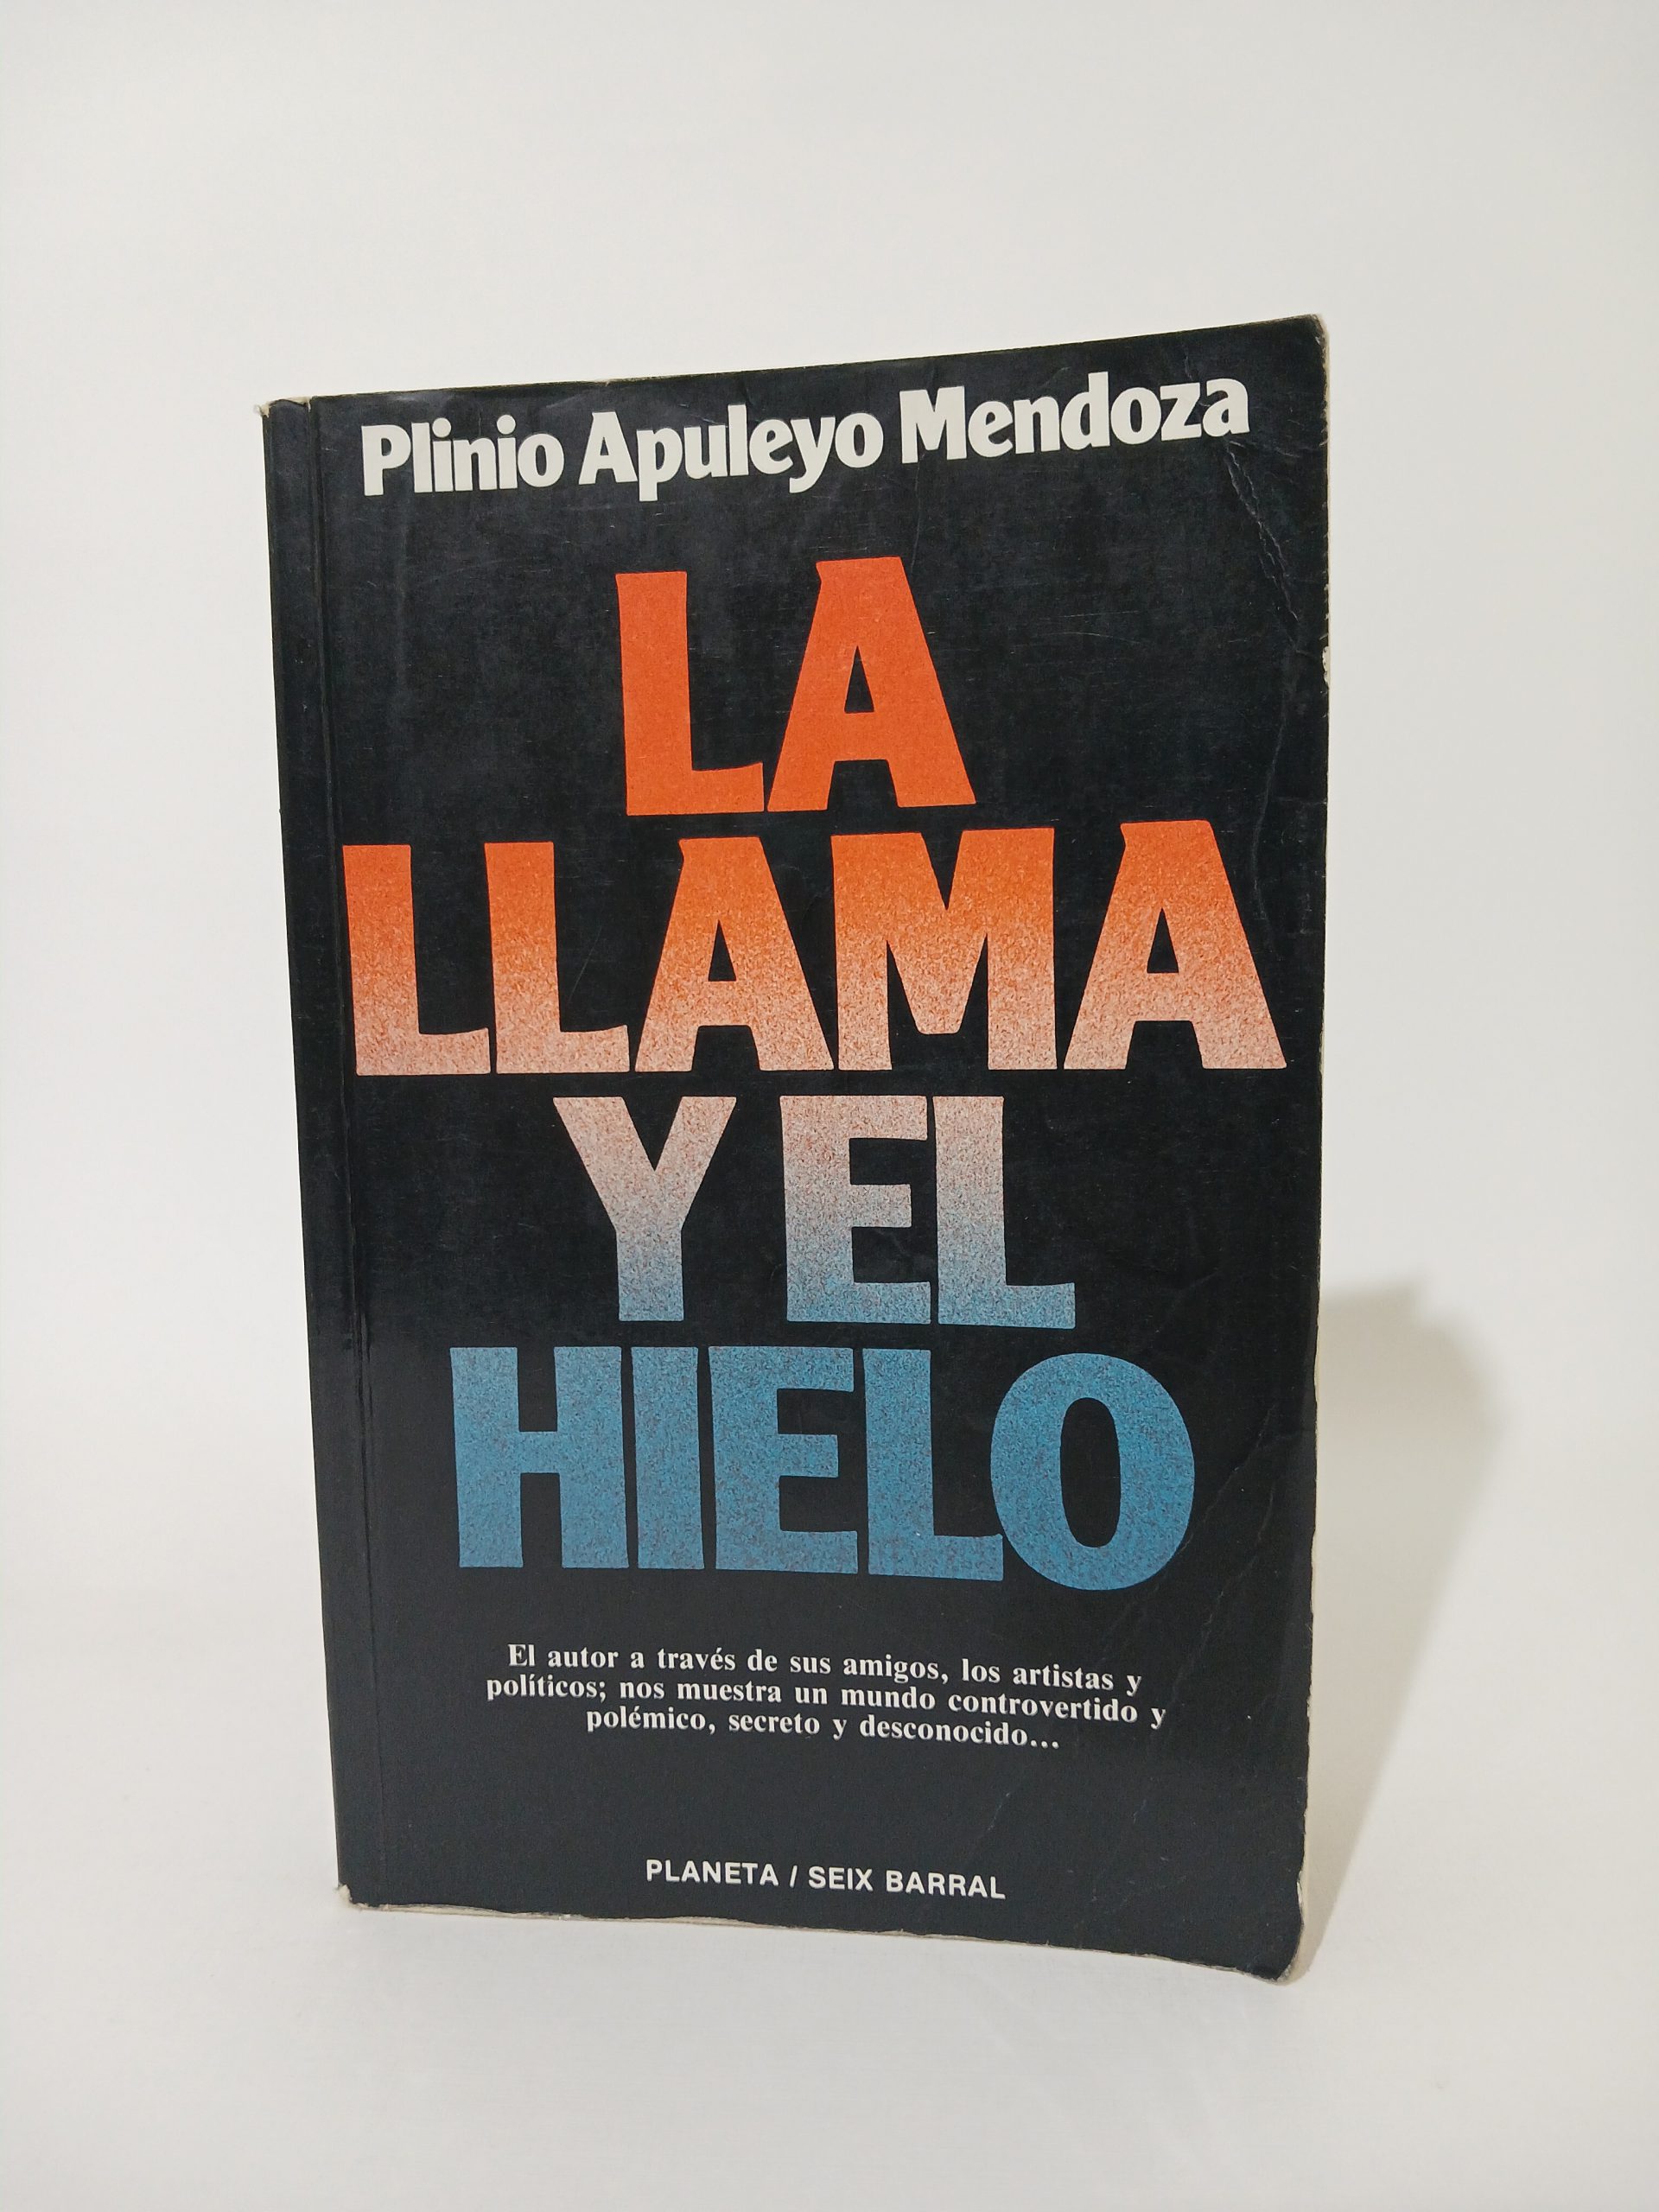 Plinio Apuleyo Mendoza
LA
LLAMA
Y EL
HIELO
El autor a través de sus amigos, los artistas y
políticos; nos muestra un mundo controvertido y
polémico, secreto y desconocido...
PLANETA / SEIX BARRAL